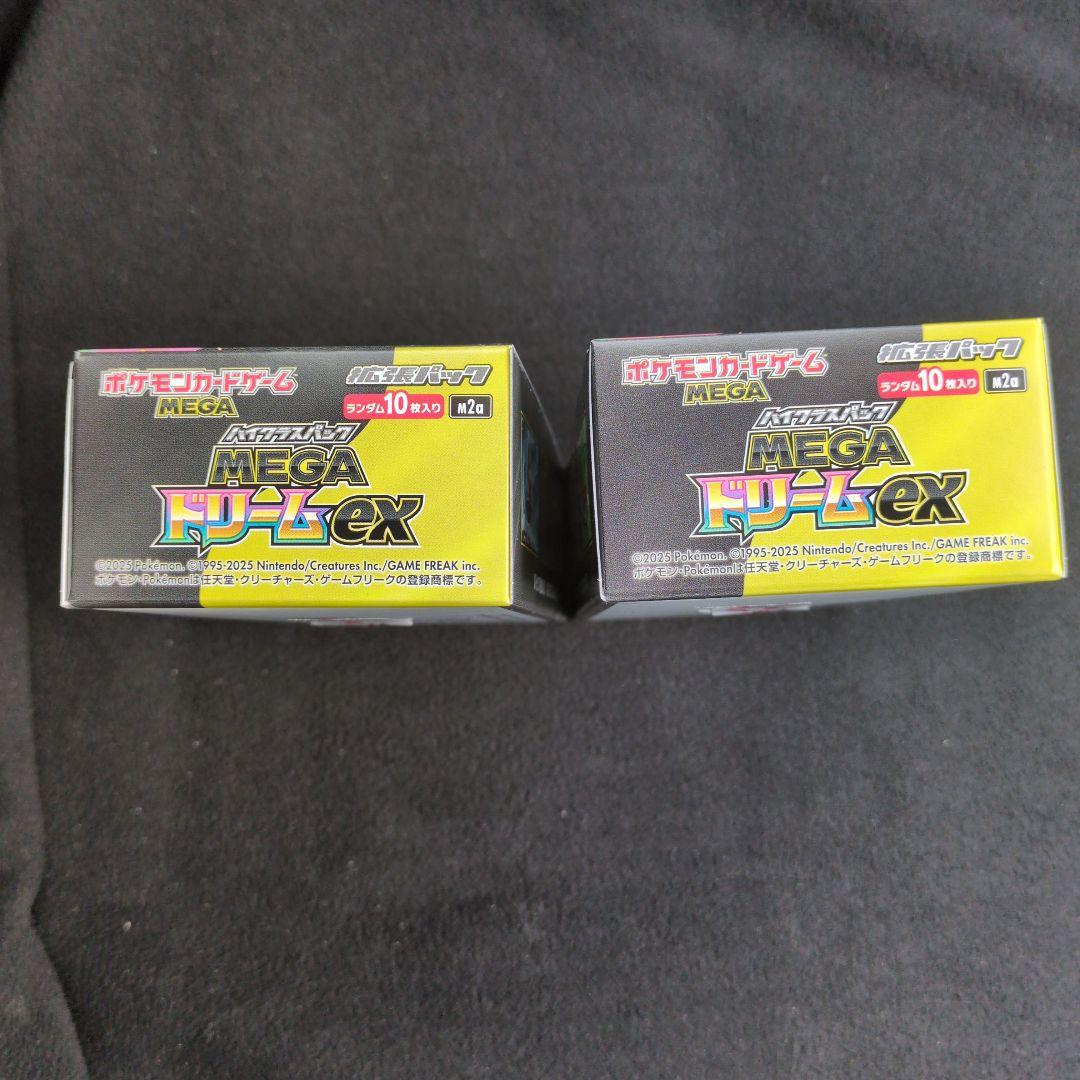 ポケモンカードゲーム
MEGA
拡張パック
ランダム10枚入り
M2a
ハイクラスパック
MEGA
ドリームex
©2025 Pokémon. ©1995-2025 Nintendo/Creatures Inc./GAME FREAK inc.
ポケモン・Pokémonは任天堂・クリーチャーズ・ゲームフリークの登録商標です。
ポケモンカードゲーム
MEGA
拡張パック
ランダム10枚入り
M2a
ハイクラスパック
MEGA
ドリームex
©2025 Pokémon. ©1995-2025 Nintendo/Creatures Inc./GAME FREAK inc.
ポケモン・Pokémonは任天堂・クリーチャーズ・ゲームフリークの登録商標です。